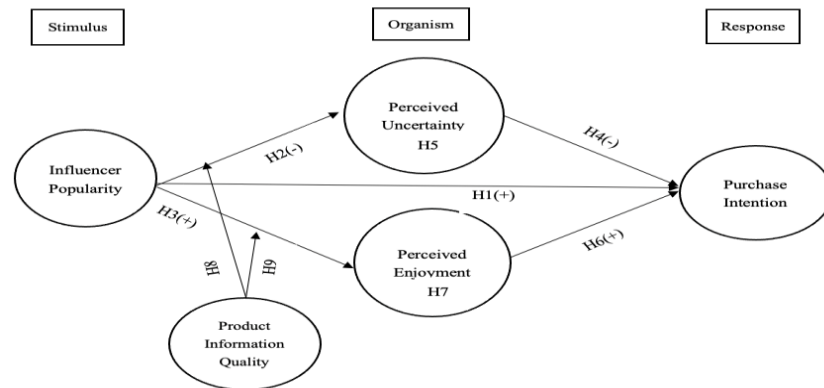 Stimulus
Organism
Response
Perceived
Uncertainty
H5
H2(-)
H4(-)
Influencer
Popularity
H1(+)
Purchase
Intention
H3(+)
H6(+)
Perceived
Enjoyment
H7
H8
H9
Product
Information
Quality